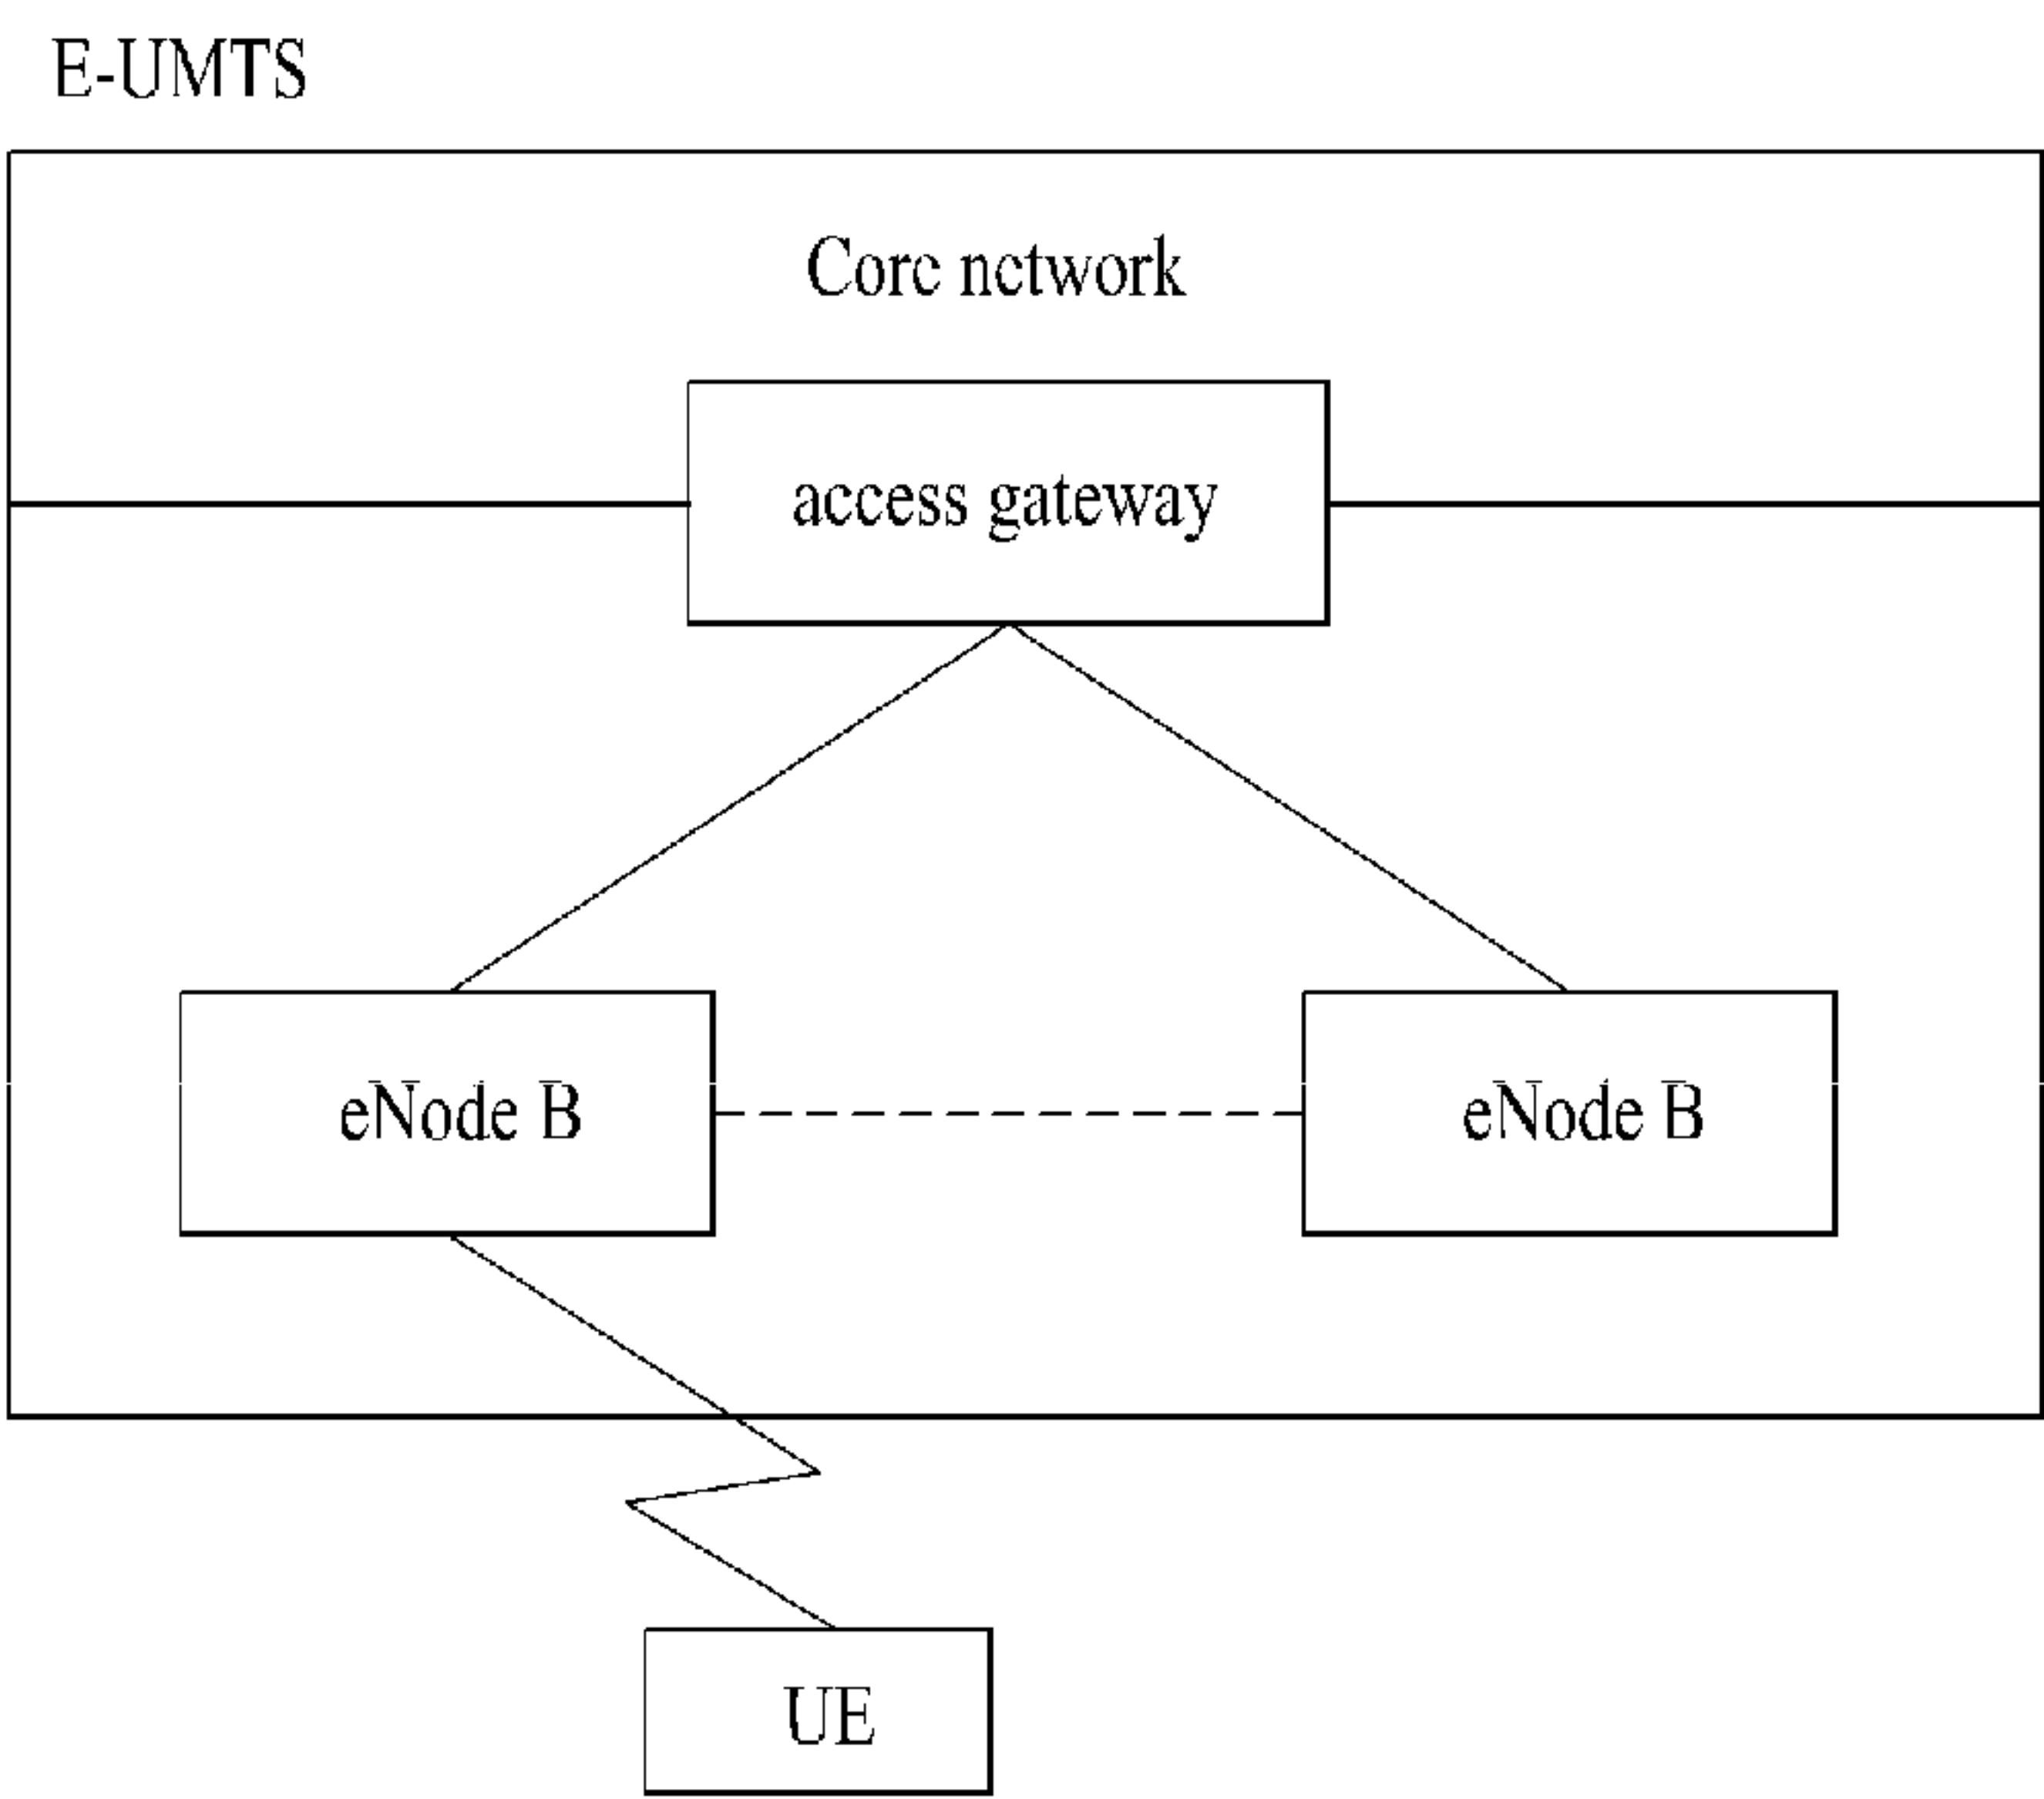 E-UMTS
Core network
access gateway
eNode B
eNode B
UE